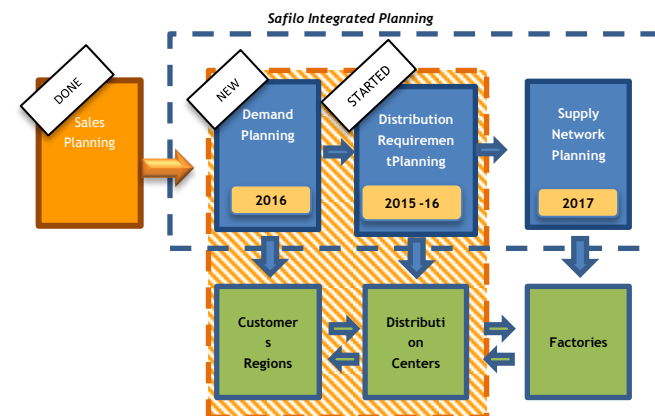 Safilo Integrated Planning
DONE
Sales
Planning
NEW
Demand
Planning
2016
STARTED
Distribution
Requiremen
tPlanning
2015 -16
Supply
Network
Planning
2017
Customer
s
Regions
Distributi
on
Centers
Factories